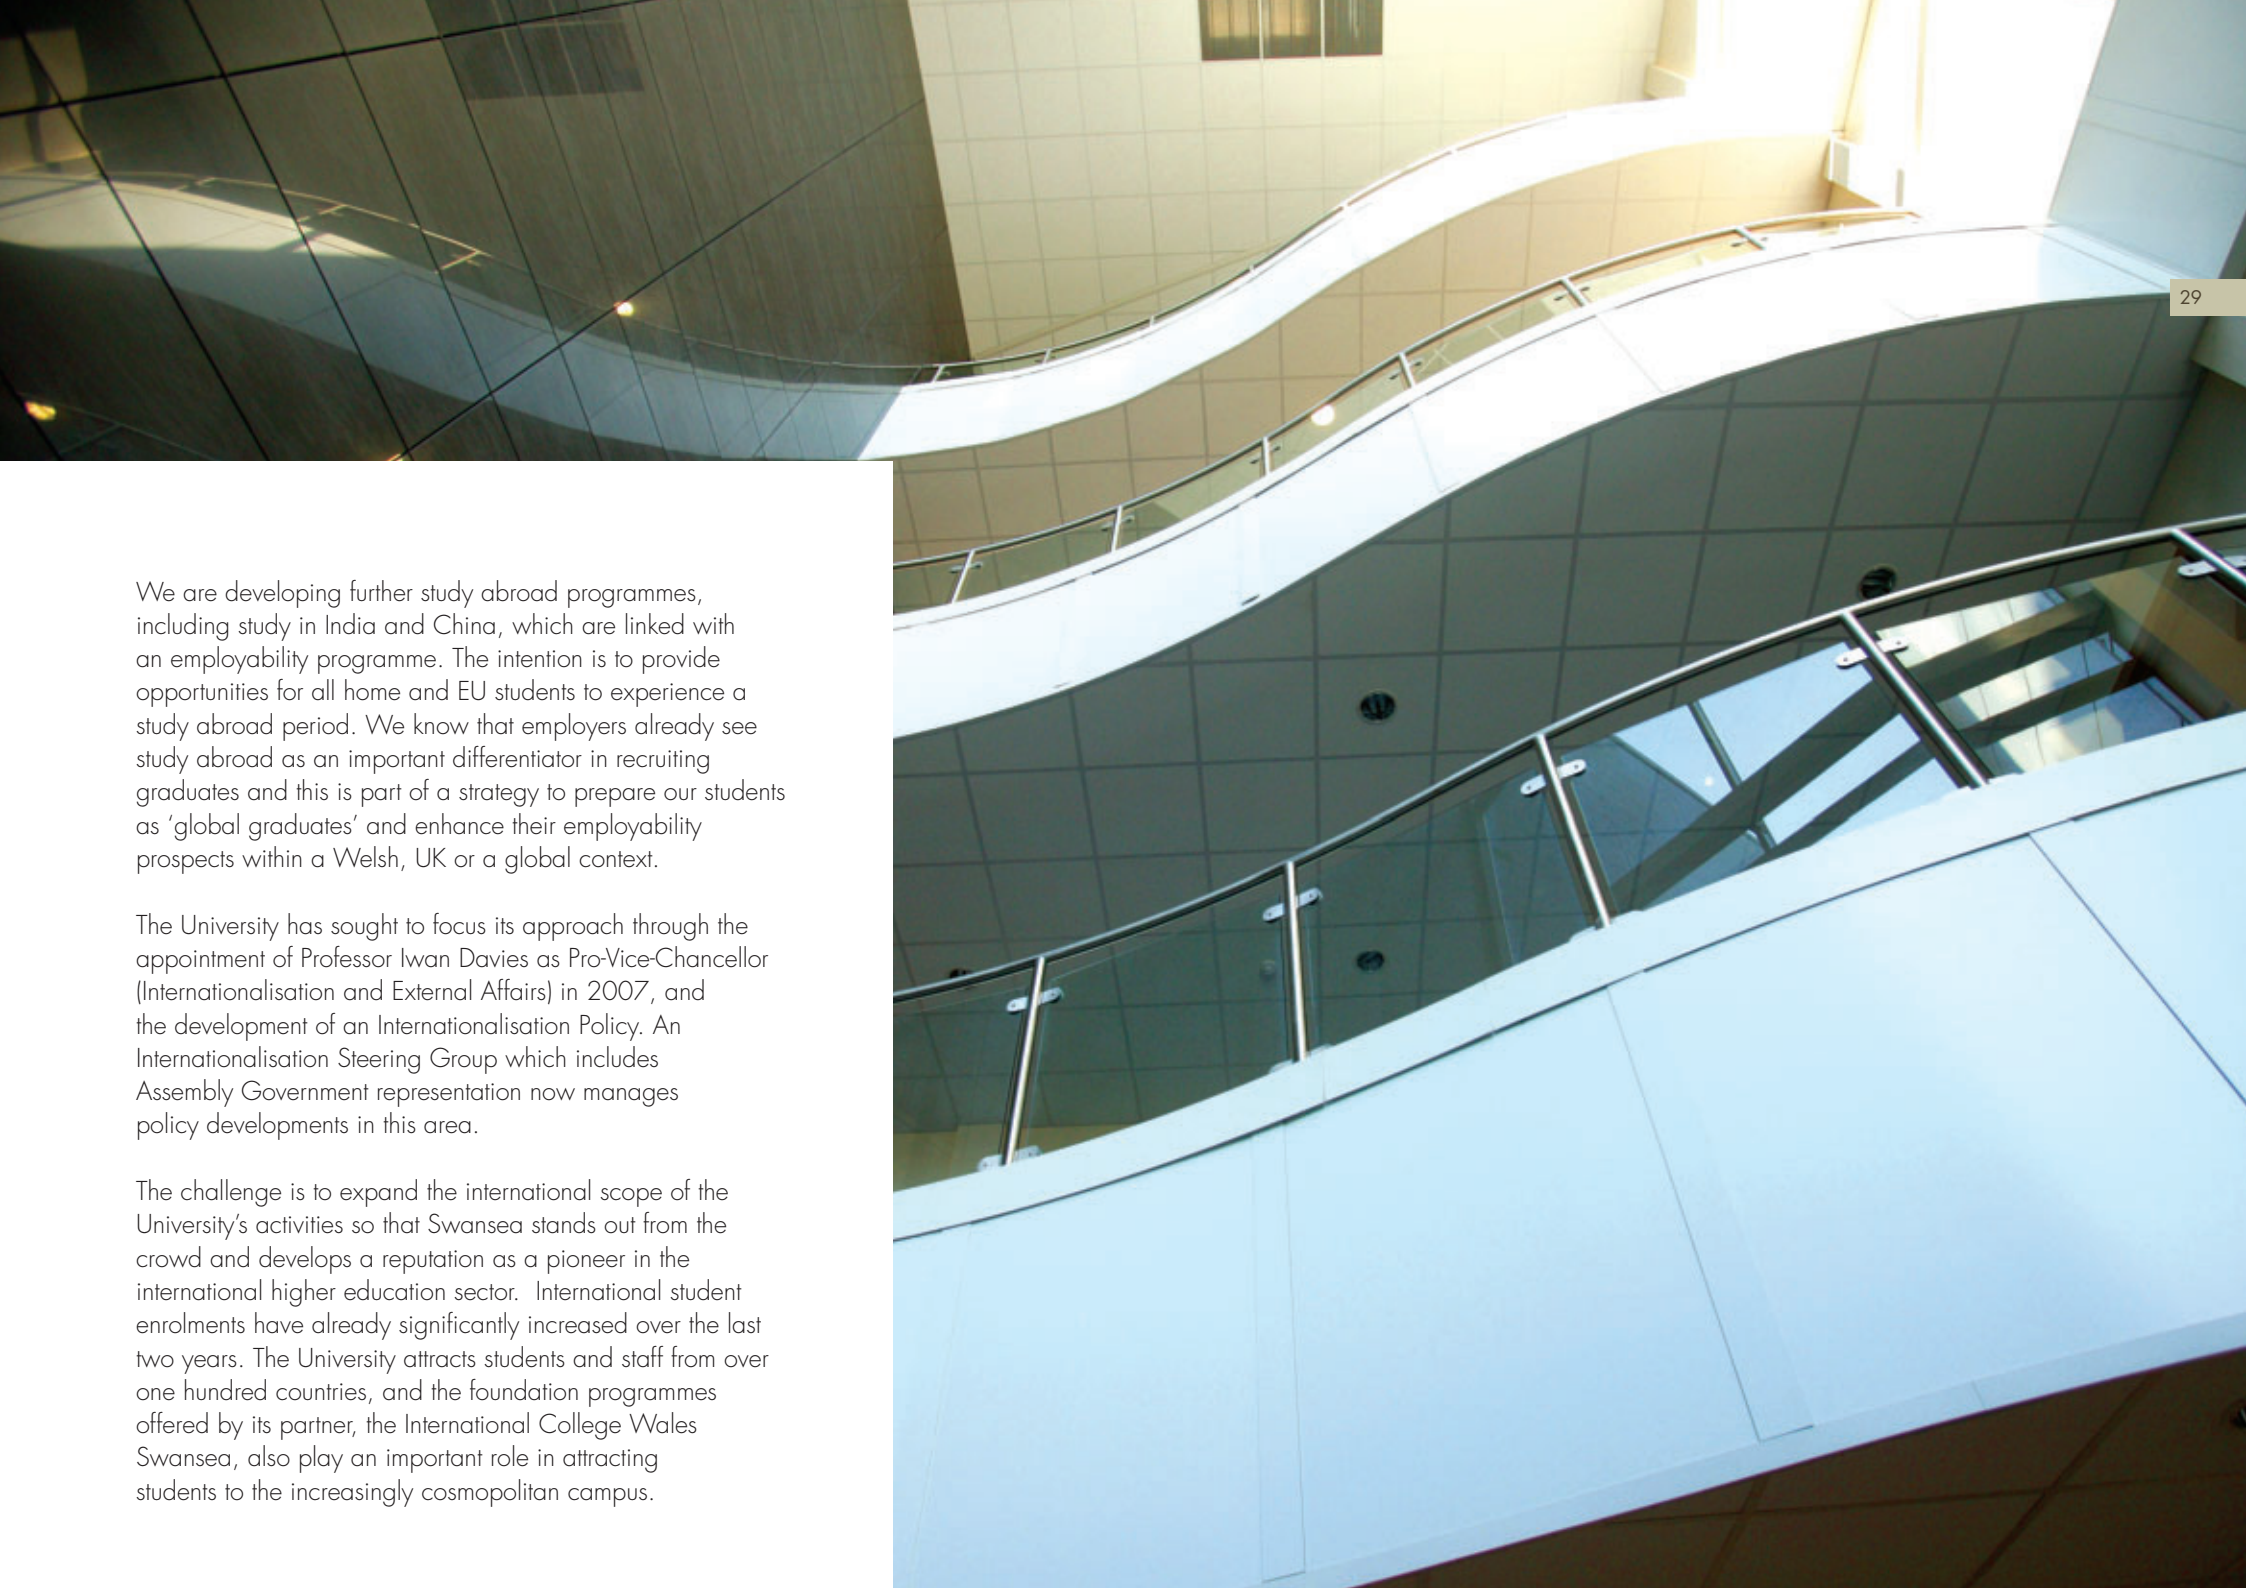 29
We are developing further study abroad programmes,
including study in India and China, which are linked with
an employability programme. The intention is to provide
opportunities for all home and EU students to experience a
study abroad period. We know that employers already see
study abroad as an important differentiator in recruiting
graduates and this is part of a strategy to prepare our students
as ‘global graduates’ and enhance their employability
prospects within a Welsh, UK or a global context.
The University has sought to focus its approach through the
appointment of Professor Iwan Davies as Pro-Vice-Chancellor
(Internationalisation and External Affairs) in 2007, and
the development of an Internationalisation Policy. An
Internationalisation Steering Group which includes
Assembly Government representation now manages
policy developments in this area.
The challenge is to expand the international scope of the
University’s activities so that Swansea stands out from the
crowd and develops a reputation as a pioneer in the
international higher education sector.  International student
enrolments have already significantly increased over the last
two years. The University attracts students and staff from over
one hundred countries, and the foundation programmes
offered by its partner, the International College Wales
Swansea, also play an important role in attracting
students to the increasingly cosmopolitan campus.